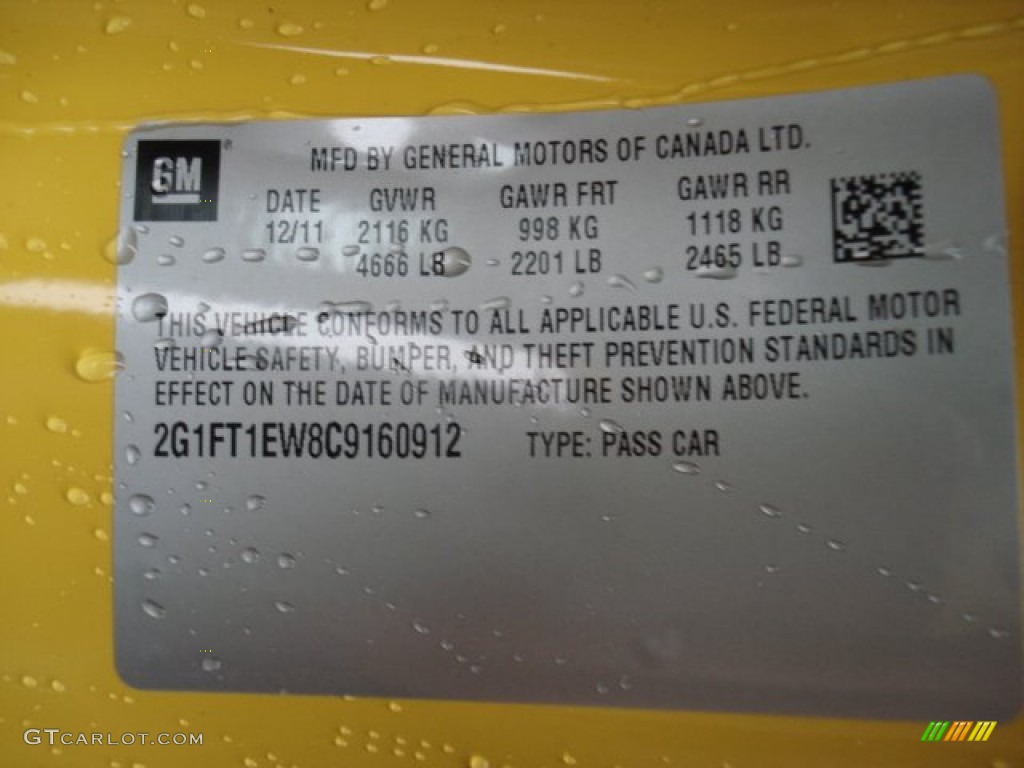 GM
MFD BY GENERAL MOTORS OF CANADA LTD.
DATE GVWR GAWR FRT GAWR RR
12/11 2116 KG 998 KG 1118 KG
4666 LB 2201 LB 2465 LB
THIS VEHICLE CONFORMS TO ALL APPLICABLE U.S. FEDERAL MOTOR
VEHICLE SAFETY, BUMPER, AND THEFT PREVENTION STANDARDS IN
EFFECT ON THE DATE OF MANUFACTURE SHOWN ABOVE.
2G1FT1EW8C9160912 TYPE: PASS CAR
GTCARLOT.COM